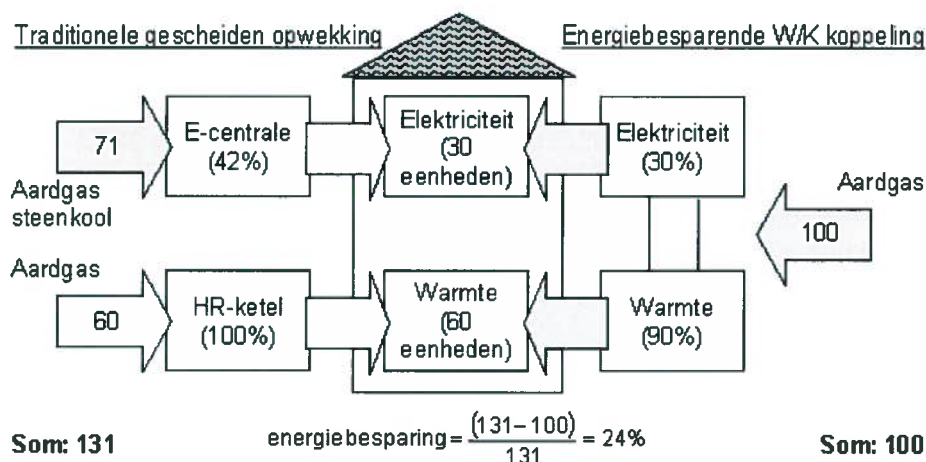 Traditionele gescheiden opwekking
Energiebesparende W/K koppeling
71
Aardgas
steenkool
E-centrale
(42%)
Elektriciteit
(30
eenheden)
Elektriciteit
(30%)
Aardgas
100
Aardgas
60
HR-ketel
(100%)
Warmte
(60
eenheden)
Warmte
(90%)
Som: 131
energiebesparing = (131–100) / 131 = 24%
Som: 100